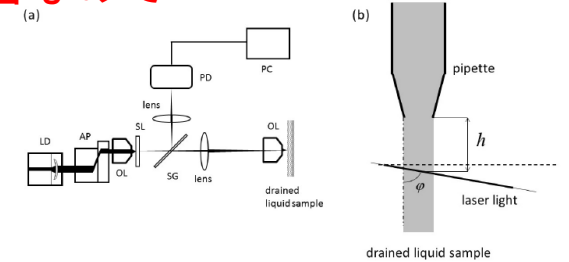 (a)
PD
PC
lens
LD
AP
SL
OL
OL
SG
lens
drained
liquid sample
(b)
pipette
h
φ
laser light
drained liquid sample